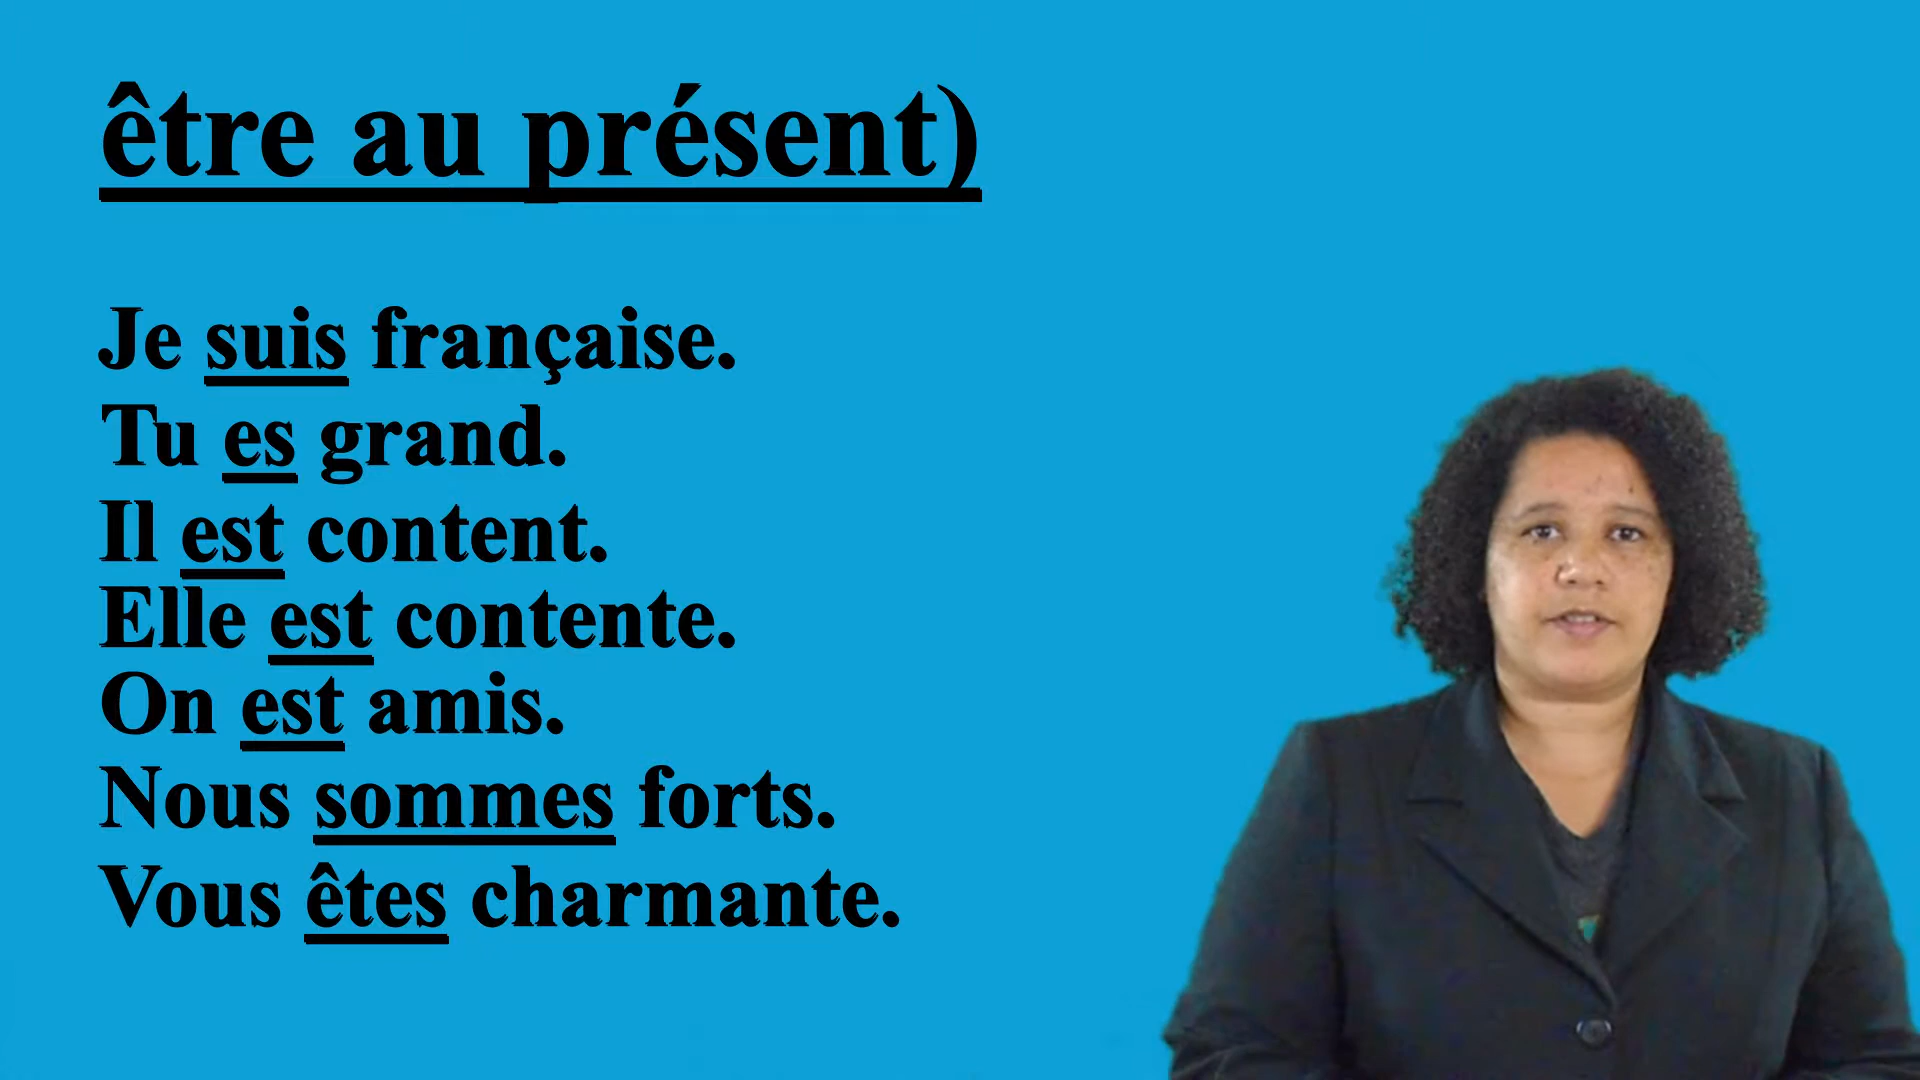 être au présent)
Je suis française.
Tu es grand.
Il est content.
Elle est contente.
On est amis.
Nous sommes forts.
Vous êtes charmante.